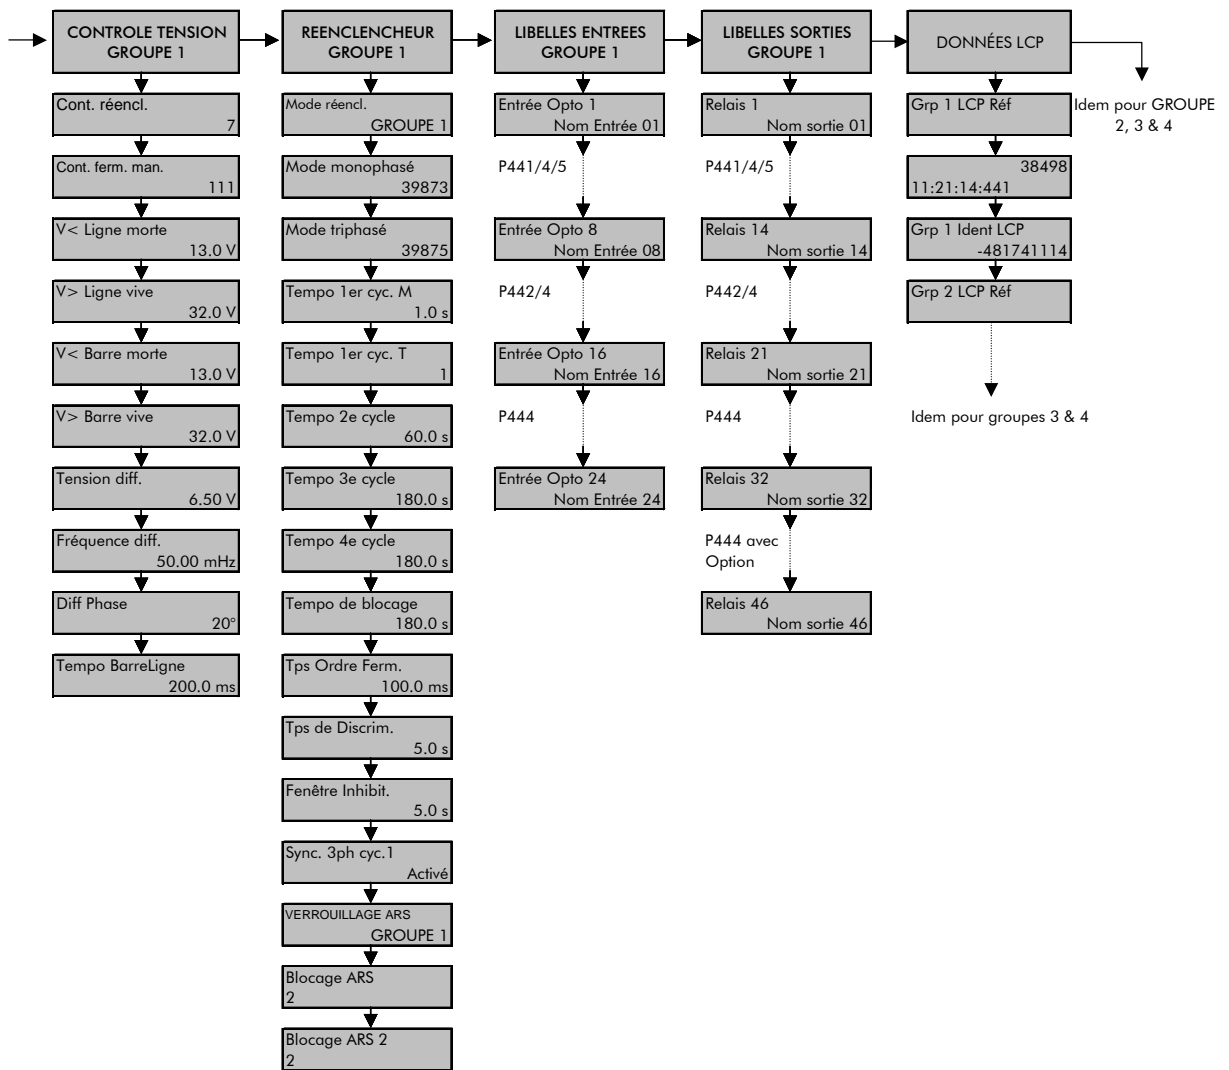 CONTROLE TENSION
GROUPE 1
Cont. réencl.
7
Cont. ferm. man.
111
V< Ligne morte
13.0 V
V> Ligne vive
32.0 V
V< Barre morte
13.0 V
V> Barre vive
32.0 V
Tension diff.
6.50 V
Fréquence diff.
50.00 mHz
Diff Phase
20°
Tempo BarreLigne
200.0 ms
REENCLENCHEUR
GROUPE 1
Mode réencl.
GROUPE 1
Mode monophasé
39873
Mode triphasé
39875
Tempo 1er cyc. M
1.0 s
Tempo 1er cyc. T
1
Tempo 2e cycle
60.0 s
Tempo 3e cycle
180.0 s
Tempo 4e cycle
180.0 s
Tempo de blocage
180.0 s
Tps Ordre Ferm.
100.0 ms
Tps de Discrim.
5.0 s
Fenêtre Inhibit.
5.0 s
Sync. 3ph cyc.1
Activé
VERROUILLAGE ARS
GROUPE 1
Blocage ARS
2
Blocage ARS 2
2
LIBELLES ENTREES
GROUPE 1
Entrée Opto 1
Nom Entrée 01
P441/4/5
Entrée Opto 8
Nom Entrée 08
P442/4
Entrée Opto 16
Nom Entrée 16
P444
Entrée Opto 24
Nom Entrée 24
LIBELLES SORTIES
GROUPE 1
Relais 1
Nom sortie 01
P441/4/5
Relais 14
Nom sortie 14
P442/4
Relais 21
Nom sortie 21
P444
Relais 32
Nom sortie 32
P444 avec
Option
Relais 46
Nom sortie 46
DONNÉES LCP
Grp 1 LCP Réf
38498
11:21:14:441
Grp 1 Ident LCP
-481741114
Grp 2 LCP Réf
Idem pour groupes 3 & 4
Idem pour GROUPE
2, 3 & 4